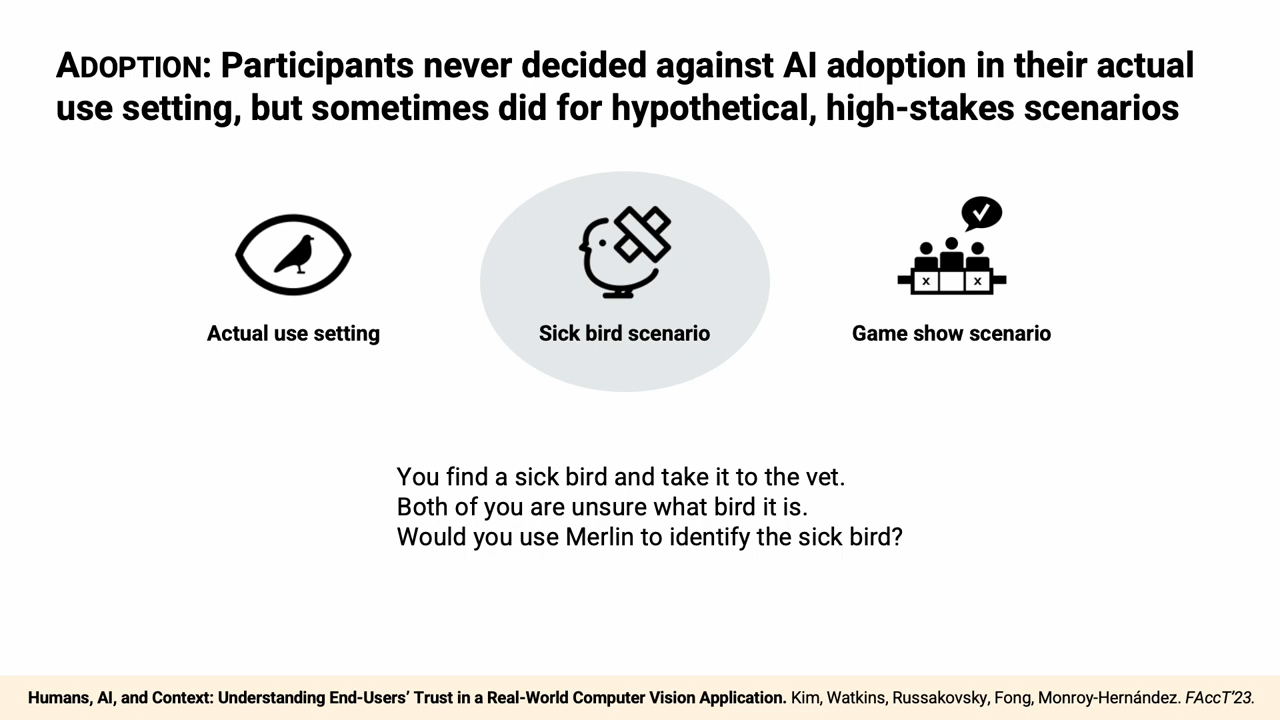 ADOPTION: Participants never decided against AI adoption in their actual
use setting, but sometimes did for hypothetical, high-stakes scenarios
x x
Actual use setting
Sick bird scenario
Game show scenario
You find a sick bird and take it to the vet.
Both of you are unsure what bird it is.
Would you use Merlin to identify the sick bird?
Humans, AI, and Context: Understanding End-Users’ Trust in a Real-World Computer Vision Application. Kim, Watkins, Russakovsky, Fong, Monroy-Hernández. FAccT’23.